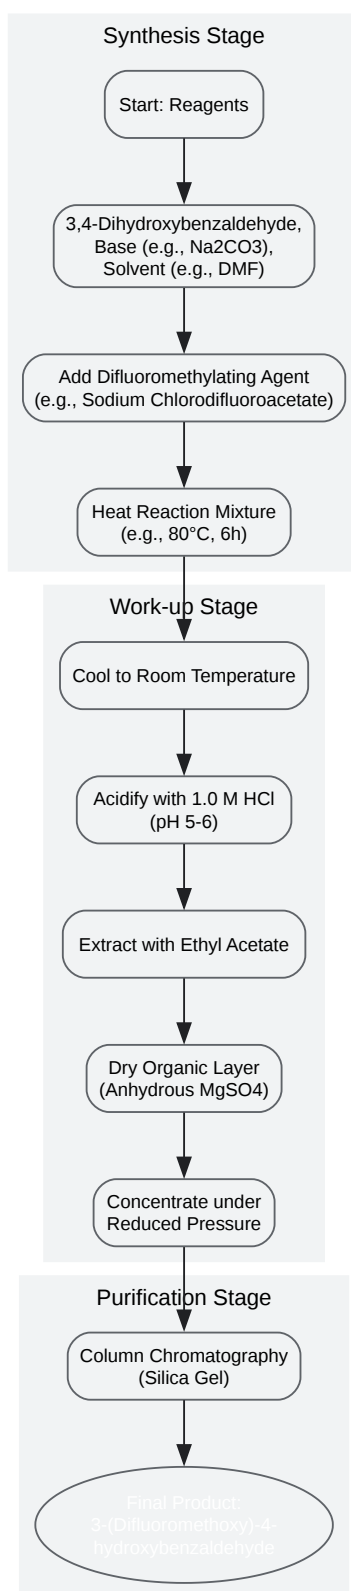 Synthesis Stage
Start: Reagents
3,4-Dihydroxybenzaldehyde,
Base (e.g., Na2CO3),
Solvent (e.g., DMF)
Add Difluoromethylating Agent
(e.g., Sodium Chlorodifluoroacetate)
Heat Reaction Mixture
(e.g., 80°C, 6h)
Work-up Stage
Cool to Room Temperature
Acidify with 1.0 M HCl
(pH 5-6)
Extract with Ethyl Acetate
Dry Organic Layer
(Anhydrous MgSO4)
Concentrate under
Reduced Pressure
Purification Stage
Column Chromatography
(Silica Gel)
Final Product:
3-(Difluoromethoxy)-4-
hydroxybenzaldehyde